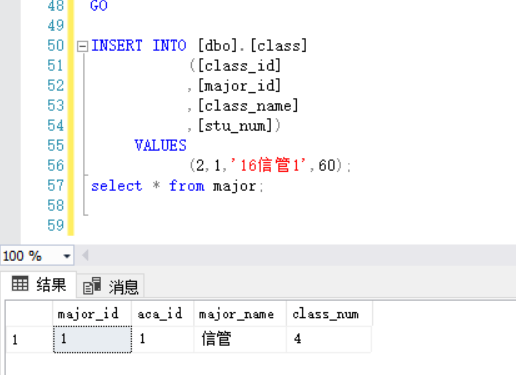 48 GO
49
50 INSERT INTO [dbo].[class]
51 ([class_id]
52 ,[major_id]
53 ,[class_name]
54 ,[stu_num])
55 VALUES
56 (2,1,'16信管1',60);
57 select * from major;
58
59
100 %
结果 消息
major_id aca_id major_name class_num
1 1 1 信管 4